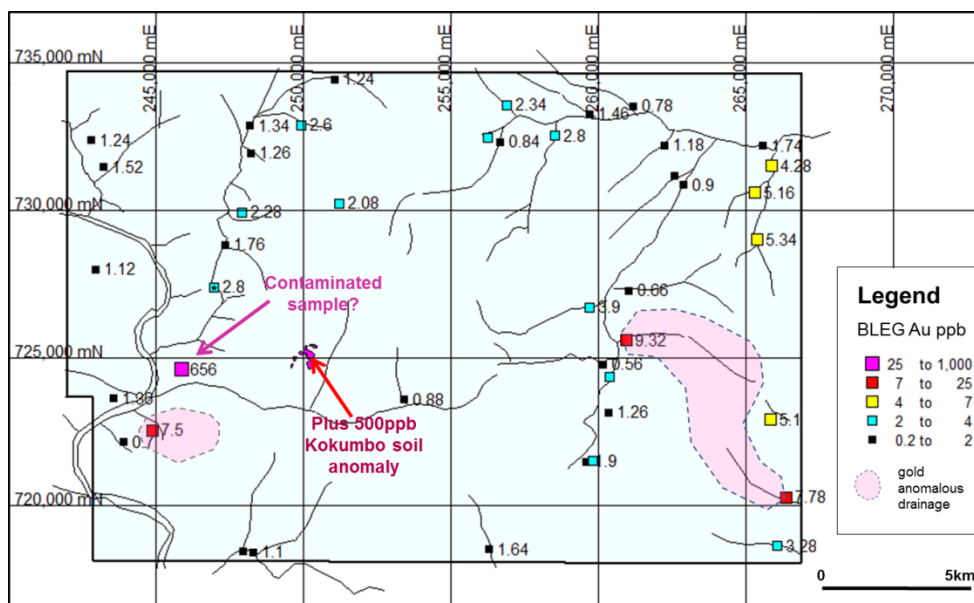 245,000 mE
250,000 mE
255,000 mE
260,000 mE
265,000 mE
270,000 mE
735,000 mN
1.24
2.34
0.78
1.46
1.34
2.6
1.24
0.84
2.8
1.18
1.74
1.26
4.28
1.52
0.9
5.16
730,000 mN
2.08
2.28
5.34
1.76
1.12
0.66
Contaminated
sample?
2.8
3.9
9.32
725,000 mN
656
0.56
1.30
0.88
1.26
5.1
Plus 500ppb
Kokumbo soil
anomaly
7.5
0.7
1.9
720,000 mN
7.78
1.1
1.64
3.28
Legend
BLEG Au ppb
25 to 1,000
7 to 25
4 to 7
2 to 4
0.2 to 2
gold
anomalous
drainage
0 5km